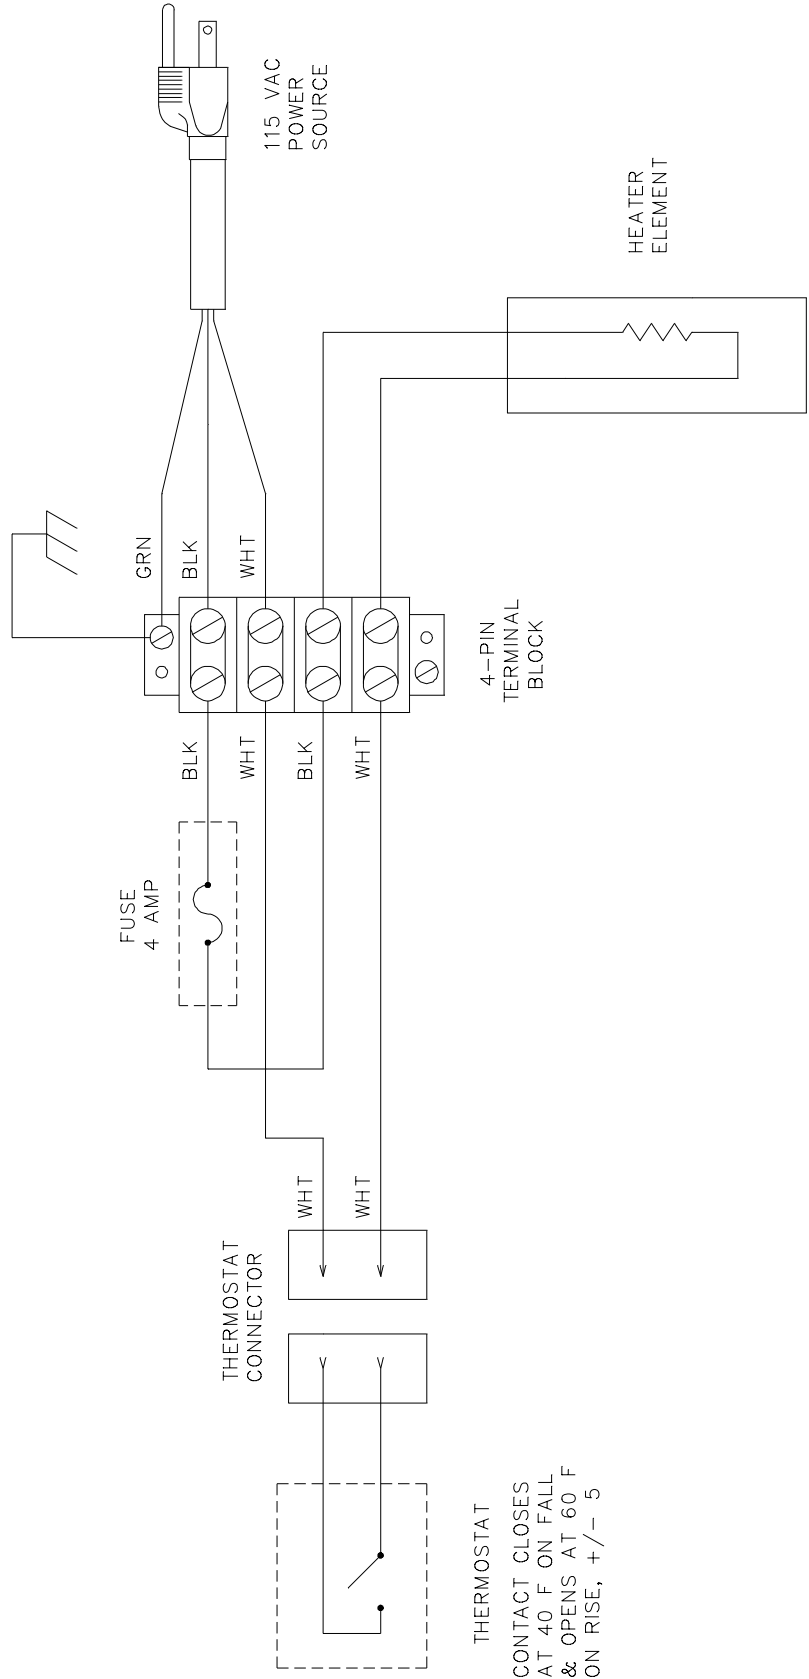 THERMOSTAT
CONTACT CLOSES
AT 40 F ON FALL
& OPENS AT 60 F
ON RISE, +/- 5
THERMOSTAT
CONNECTOR
WHT
WHT
FUSE
4 AMP
BLK
WHT
BLK
WHT
4-PIN
TERMINAL
BLOCK
GRN
BLK
WHT
115 VAC
POWER
SOURCE
HEATER
ELEMENT